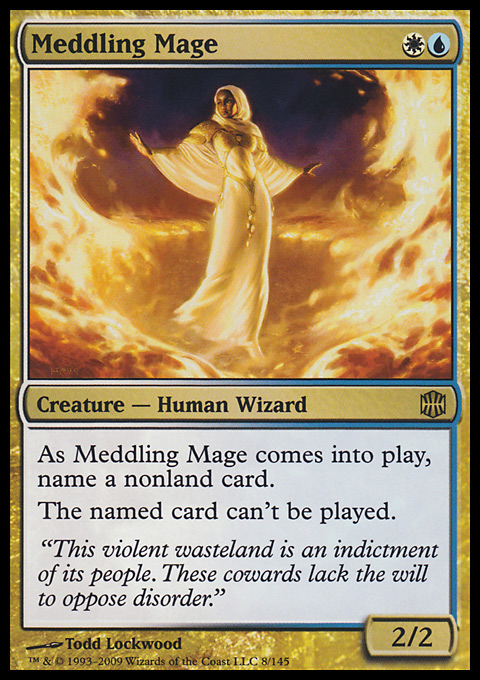 Meddling Mage
Creature — Human Wizard
As Meddling Mage comes into play,
name a nonland card.
The named card can't be played.
“This violent wasteland is an indictment
of its people. These cowards lack the will
to oppose disorder.”
Todd Lockwood
2/2
™ & © 1993–2009 Wizards of the Coast LLC 8/145